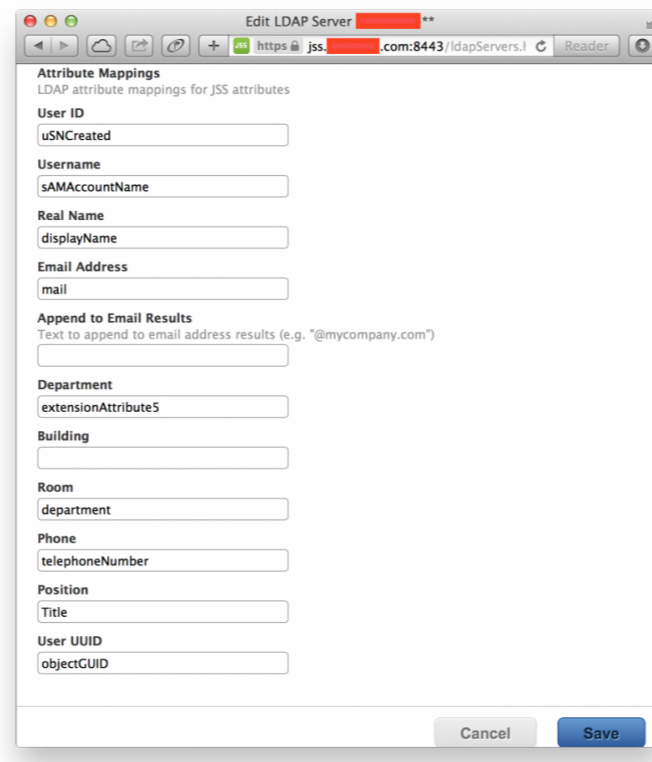 Edit LDAP Server **
JSS https jss. .com:8443/ldapServers.h Reader
Attribute Mappings
LDAP attribute mappings for JSS attributes
User ID
uSNCreated
Username
sAMAccountName
Real Name
displayName
Email Address
mail
Append to Email Results
Text to append to email address results (e.g. "@mycompany.com")
Department
extensionAttribute5
Building
Room
department
Phone
telephoneNumber
Position
Title
User UUID
objectGUID
Cancel Save